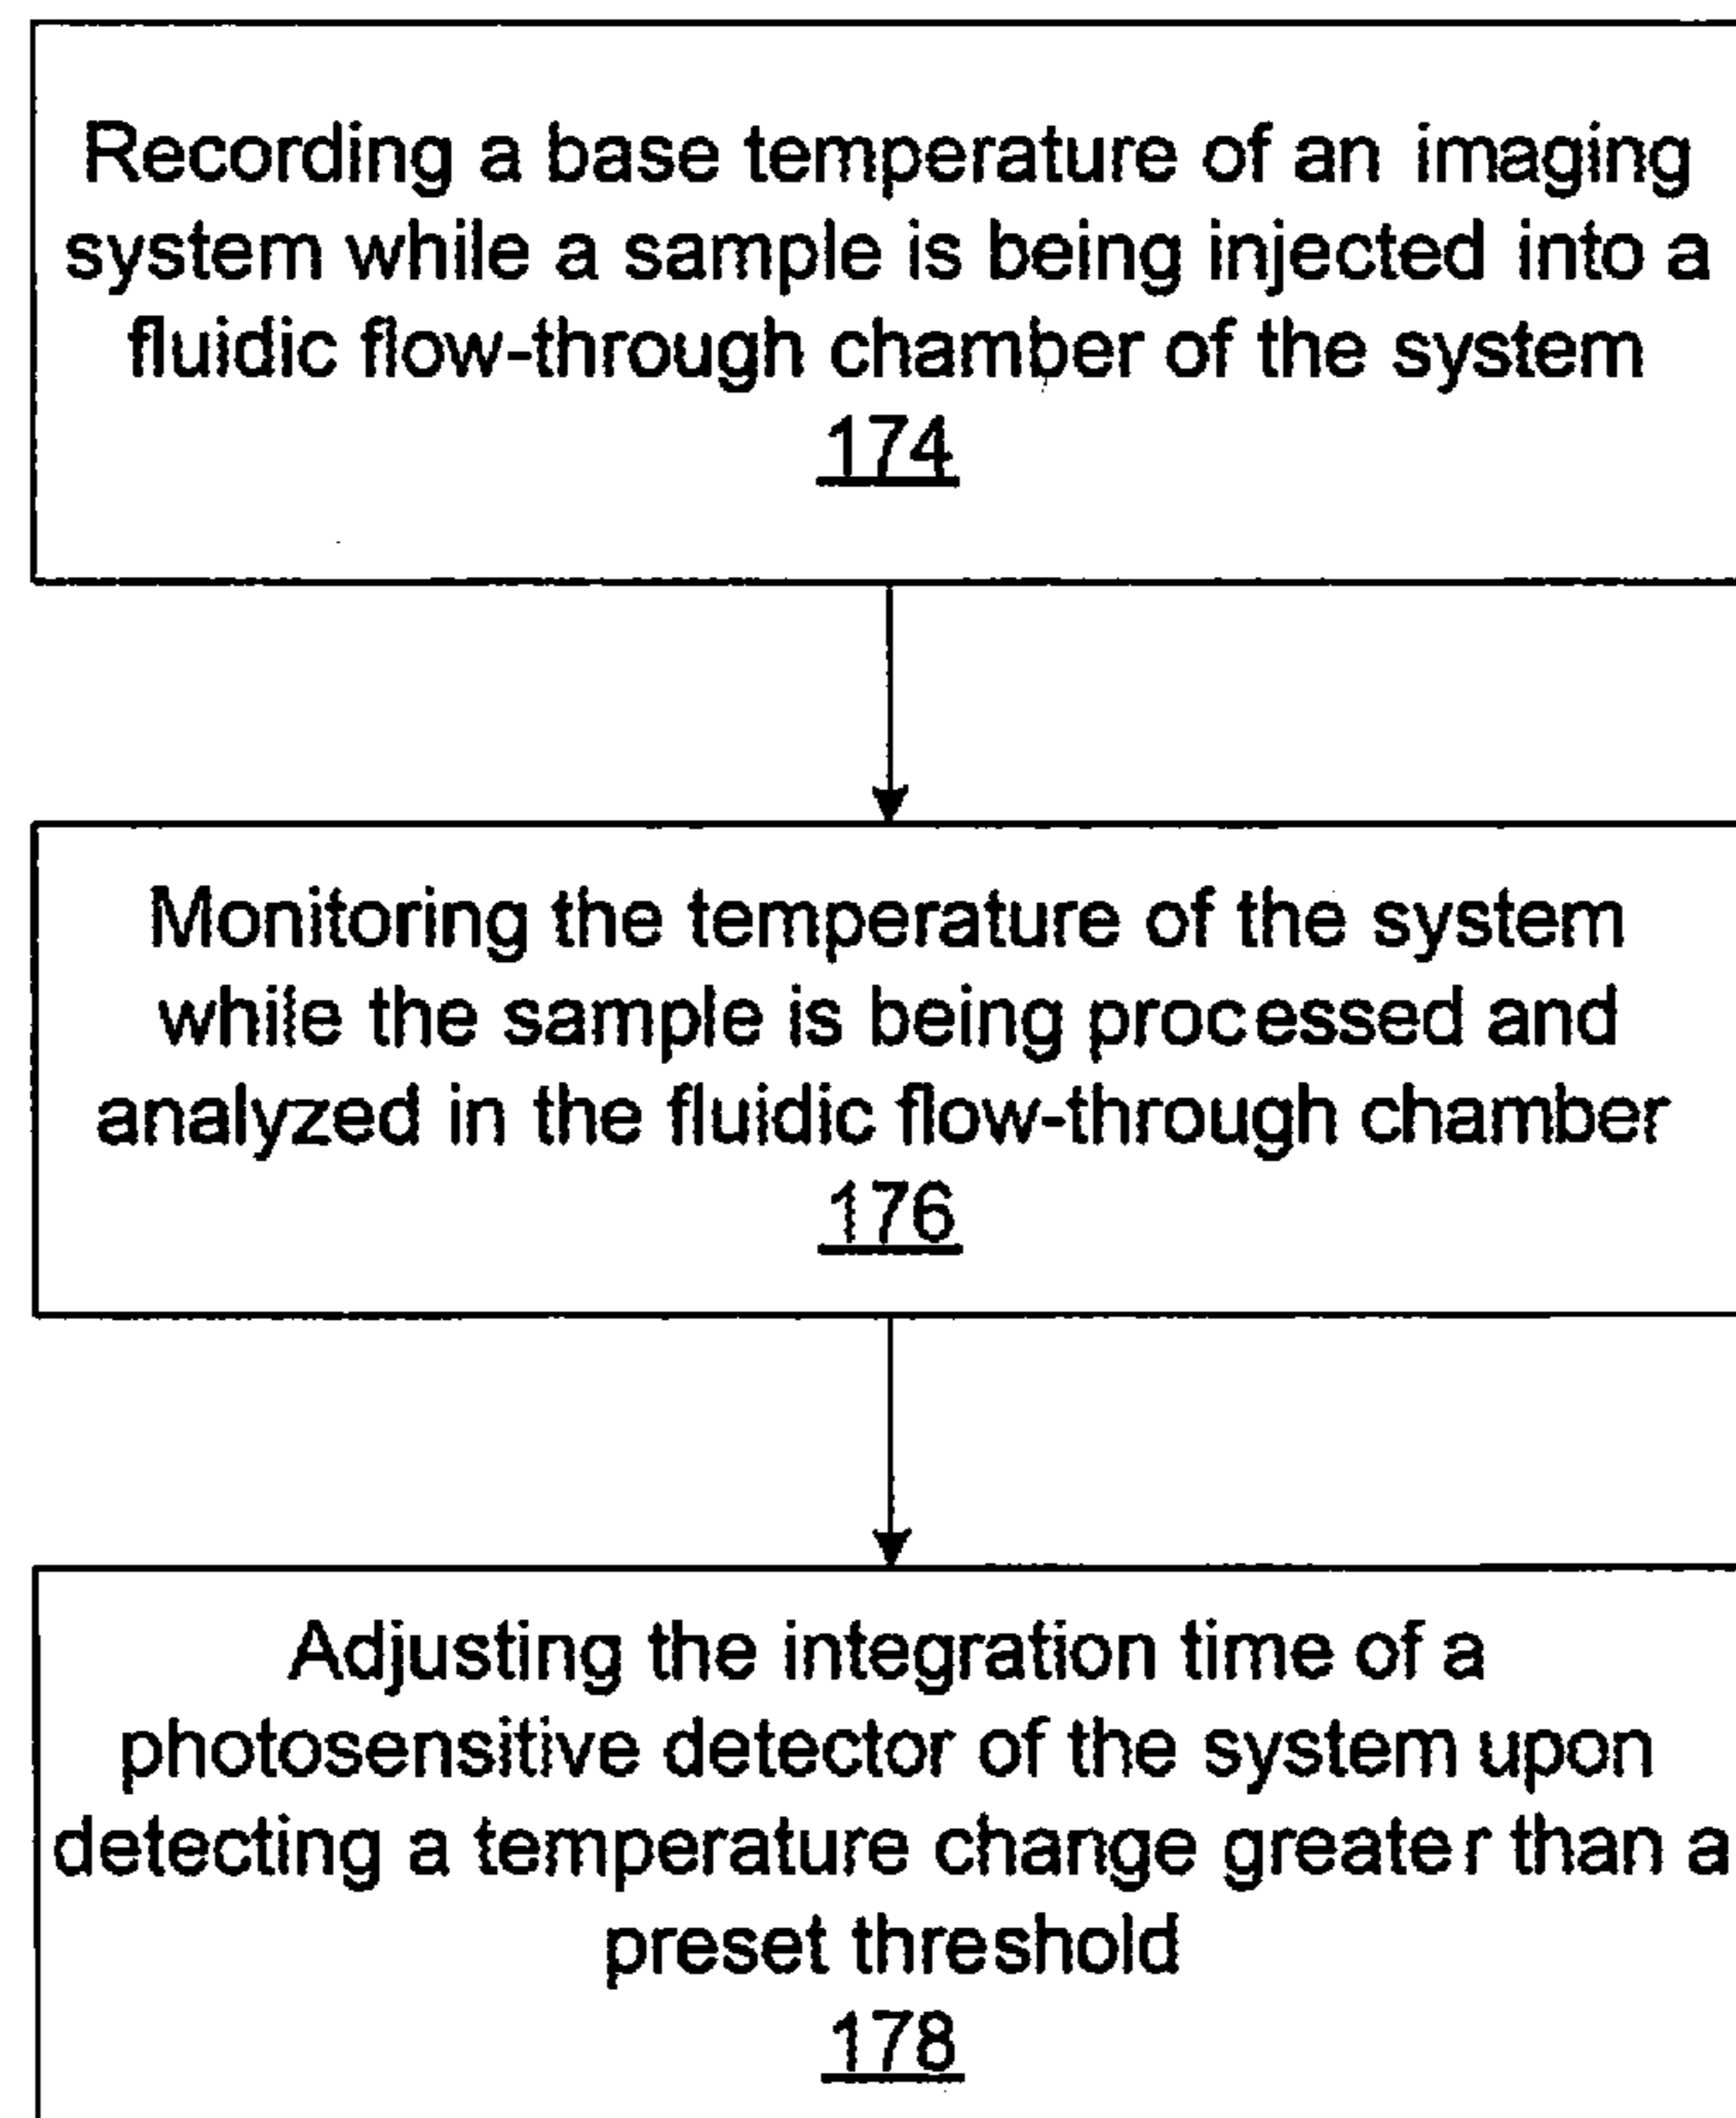 Recording a base temperature of an imaging
system while a sample is being injected into a
fluidic flow-through chamber of the system
174
Monitoring the temperature of the system
while the sample is being processed and
analyzed in the fluidic flow-through chamber
176
Adjusting the integration time of a
photosensitive detector of the system upon
detecting a temperature change greater than a
preset threshold
178